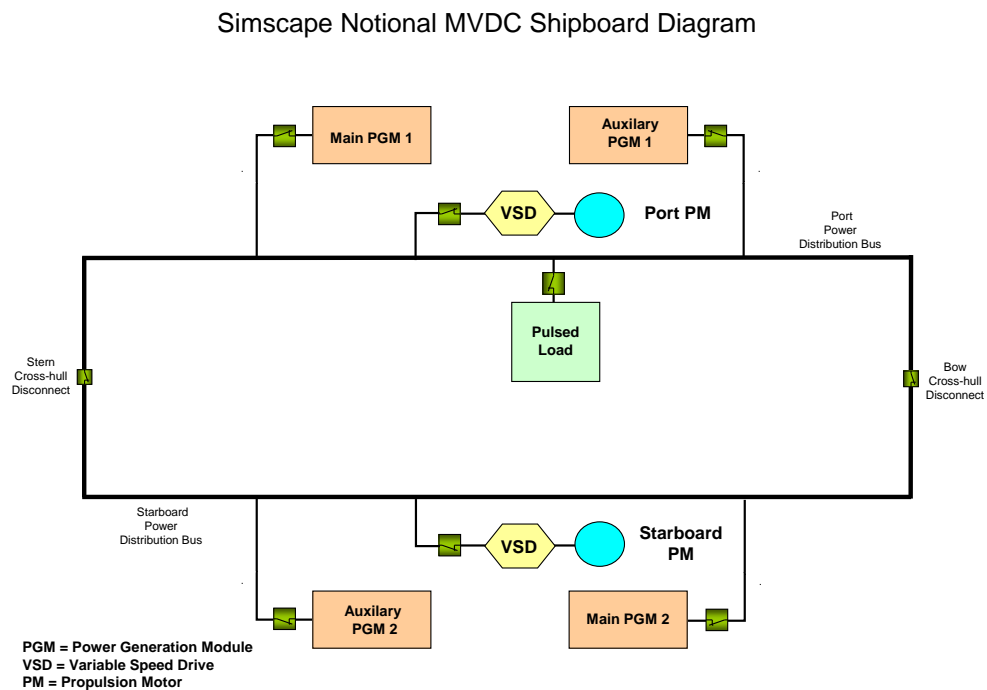 Simscape Notional MVDC Shipboard Diagram
Main PGM 1
Auxilary
PGM 1
VSD
Port PM
Port
Power
Distribution Bus
Pulsed
Load
Stern
Cross-hull
Disconnect
Bow
Cross-hull
Disconnect
Starboard
Power
Distribution Bus
VSD
Starboard
PM
Auxilary
PGM 2
Main PGM 2
PGM = Power Generation Module
VSD = Variable Speed Drive
PM = Propulsion Motor